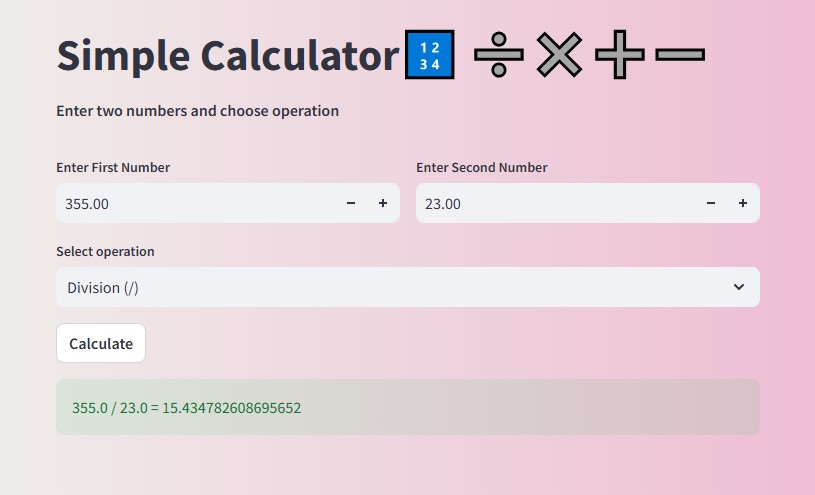 Simple Calculator 🔢 ➗ ✖ ➕ ➖
Enter two numbers and choose operation
Enter First Number
Enter Second Number
355.00 − +
23.00 − +
Select operation
Division (/)
Calculate
355.0 / 23.0 = 15.434782608695652